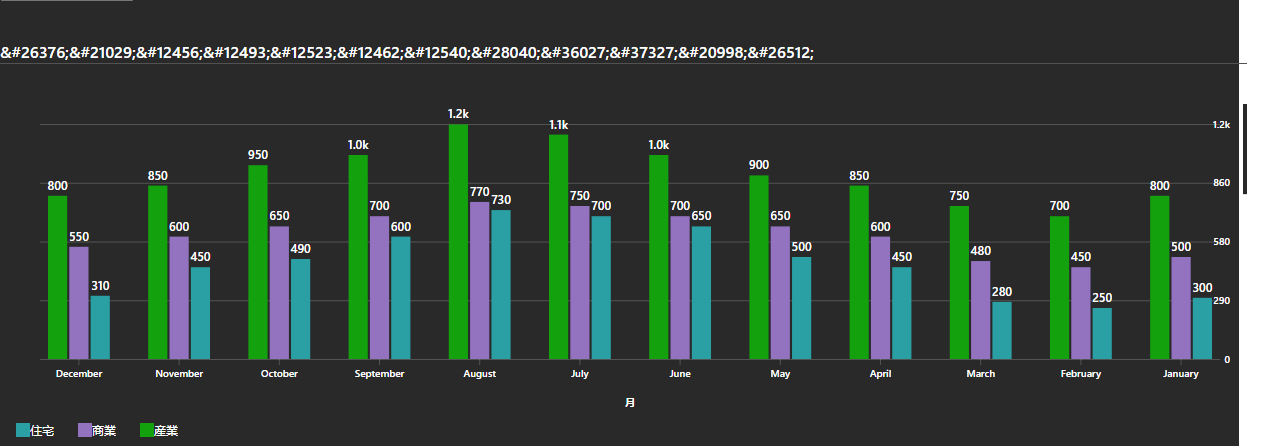 &#26376;&#21029;&#12456;&#12493;&#12523;&#12462;&#12540;&#28040;&#36027;&#37327;&#20998;&#26512;
1.2k
1.1k
1.0k
1.0k
1.2k
950
900
850
850
800
800
770
730
750
700
750
700
860
700
700
650
650
650
600
600
600
550
500
500
580
490
480
450
450
450
310
300
280
250
290
0
December
November
October
September
August
July
June
May
April
March
February
January
月
住宅 商業 産業